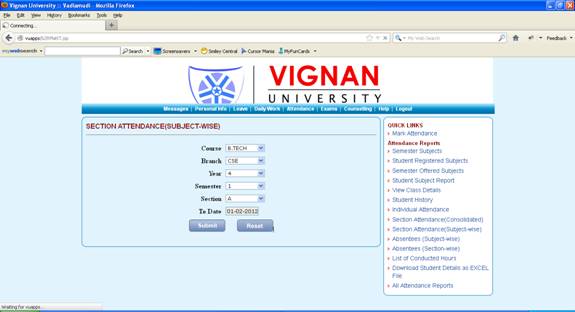 Vignan University :: Vadlamudi - Mozilla Firefox
File Edit View History Bookmarks Tools Help
Connecting...
mywebsearch Search Screensavers Smiley Central Cursor Mania MyFunCards
My Web Search Feedback
VIGNAN
UNIVERSITY
Messages | Personal Info | Leave | Daily Work | Attendance | Exams | Counselling | Help | Logout
SECTION ATTENDANCE(SUBJECT-WISE)
Course B.TECH
Branch CSE
Year 4
Semester 1
Section A
To Date 01-02-2012
Submit Reset
QUICK LINKS
Mark Attendance
Attendance Reports
Semester Subjects
Student Registered Subjects
Semester Offered Subjects
Student Subject Report
View Class Details
Student History
Individual Attendance
Section Attendance(Consolidated)
Section Attendance(Subject-wise)
Absentees (Subject-wise)
Absentees (Section-wise)
List of Conducted Hours
Download Student Details as EXCEL
File
All Attendance Reports
Waiting for vuapps...